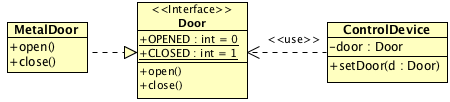 MetalDoor
+open()
+close()
<<Interface>>
Door
+OPENED : int = 0
+CLOSED : int = 1
+open()
+close()
<<use>>
ControlDevice
-door : Door
+setDoor(d : Door)